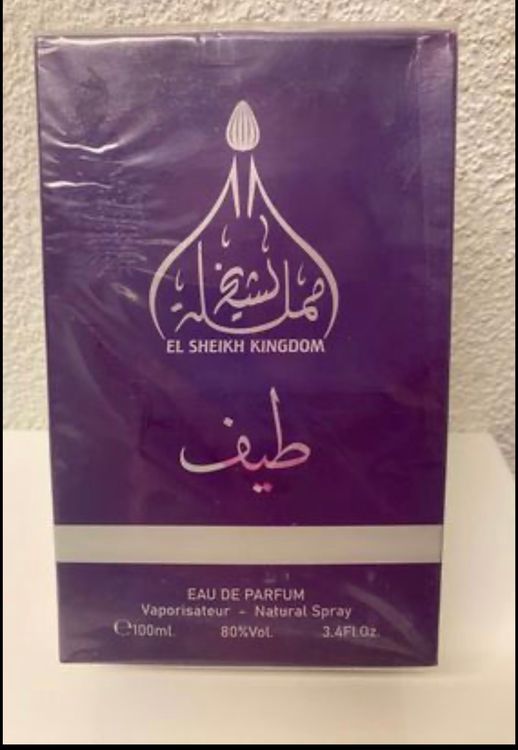 مملكة الشيخ
EL SHEIKH KINGDOM
طيف
EAU DE PARFUM
Vaporisateur - Natural Spray
℮100ml 80%Vol. 3.4Fl.Oz.